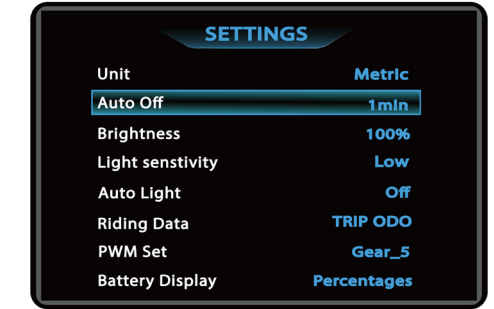 SETTINGS
Unit Metric
Auto Off 1min
Brightness 100%
Light senstivity Low
Auto Light Off
Riding Data TRIP ODO
PWM Set Gear_5
Battery Display Percentages